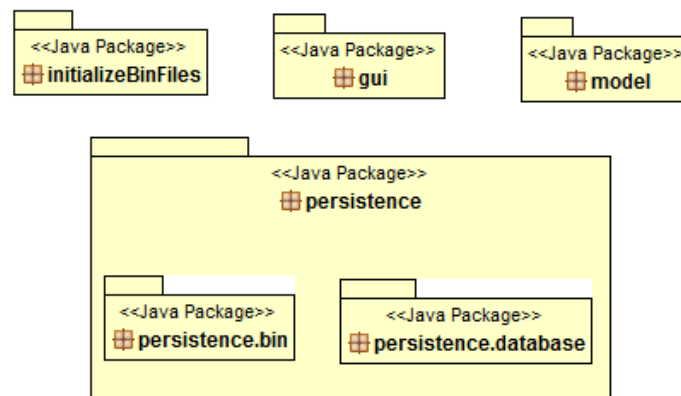 <<Java Package>>
initializeBinFiles
<<Java Package>>
gui
<<Java Package>>
model
<<Java Package>>
persistence
<<Java Package>>
persistence.bin
<<Java Package>>
persistence.database